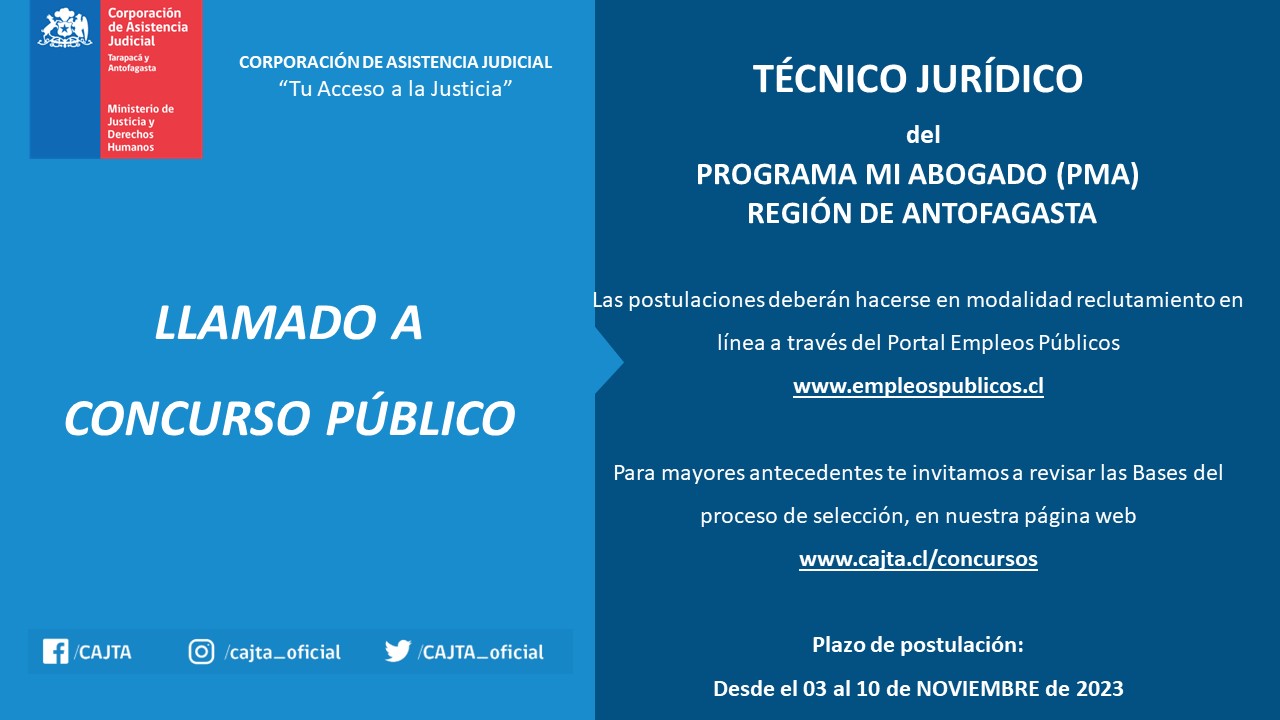 Corporación
de Asistencia
Judicial
Tarapacá y
Antofagasta
Ministerio de
Justicia y
Derechos
Humanos
CORPORACIÓN DE ASISTENCIA JUDICIAL
“Tu Acceso a la Justicia”
LLAMADO A
CONCURSO PÚBLICO
/CAJTA
/cajta_oficial
/CAJTA_oficial
TÉCNICO JURÍDICO
del
PROGRAMA MI ABOGADO (PMA)
REGIÓN DE ANTOFAGASTA
Las postulaciones deberán hacerse en modalidad reclutamiento en
línea a través del Portal Empleos Públicos
www.empleospublicos.cl
Para mayores antecedentes te invitamos a revisar las Bases del
proceso de selección, en nuestra página web
www.cajta.cl/concursos
Plazo de postulación:
Desde el 03 al 10 de NOVIEMBRE de 2023